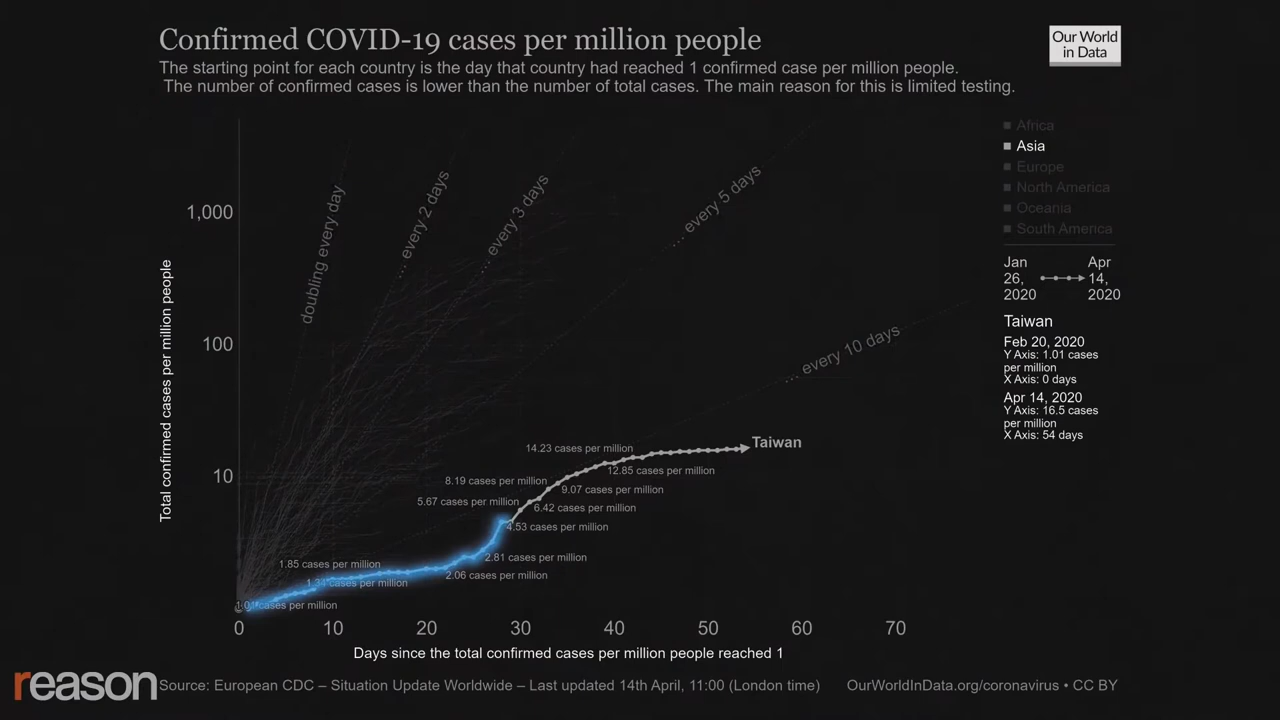 Confirmed COVID-19 cases per million people
Our World
in Data
The starting point for each country is the day that country had reached 1 confirmed case per million people.
The number of confirmed cases is lower than the number of total cases. The main reason for this is limited testing.
Africa
Asia
Europe
North America
Oceania
South America
Jan
26,
2020
Apr
14,
2020
Taiwan
Feb 20, 2020
Y Axis: 1.01 cases
per million
X Axis: 0 days
Apr 14, 2020
Y Axis: 16.5 cases
per million
X Axis: 54 days
doubling every day
... every 2 days
... every 3 days
... every 5 days
... every 10 days
1,000
100
10
Total confirmed cases per million people
Taiwan
14.23 cases per million
12.85 cases per million
8.19 cases per million
9.07 cases per million
5.67 cases per million
6.42 cases per million
4.53 cases per million
2.81 cases per million
1.85 cases per million
2.06 cases per million
1.34 cases per million
1.01 cases per million
0
10
20
30
40
50
60
70
Days since the total confirmed cases per million people reached 1
reason
Source: European CDC – Situation Update Worldwide – Last updated 14th April, 11:00 (London time)
OurWorldInData.org/coronavirus • CC BY